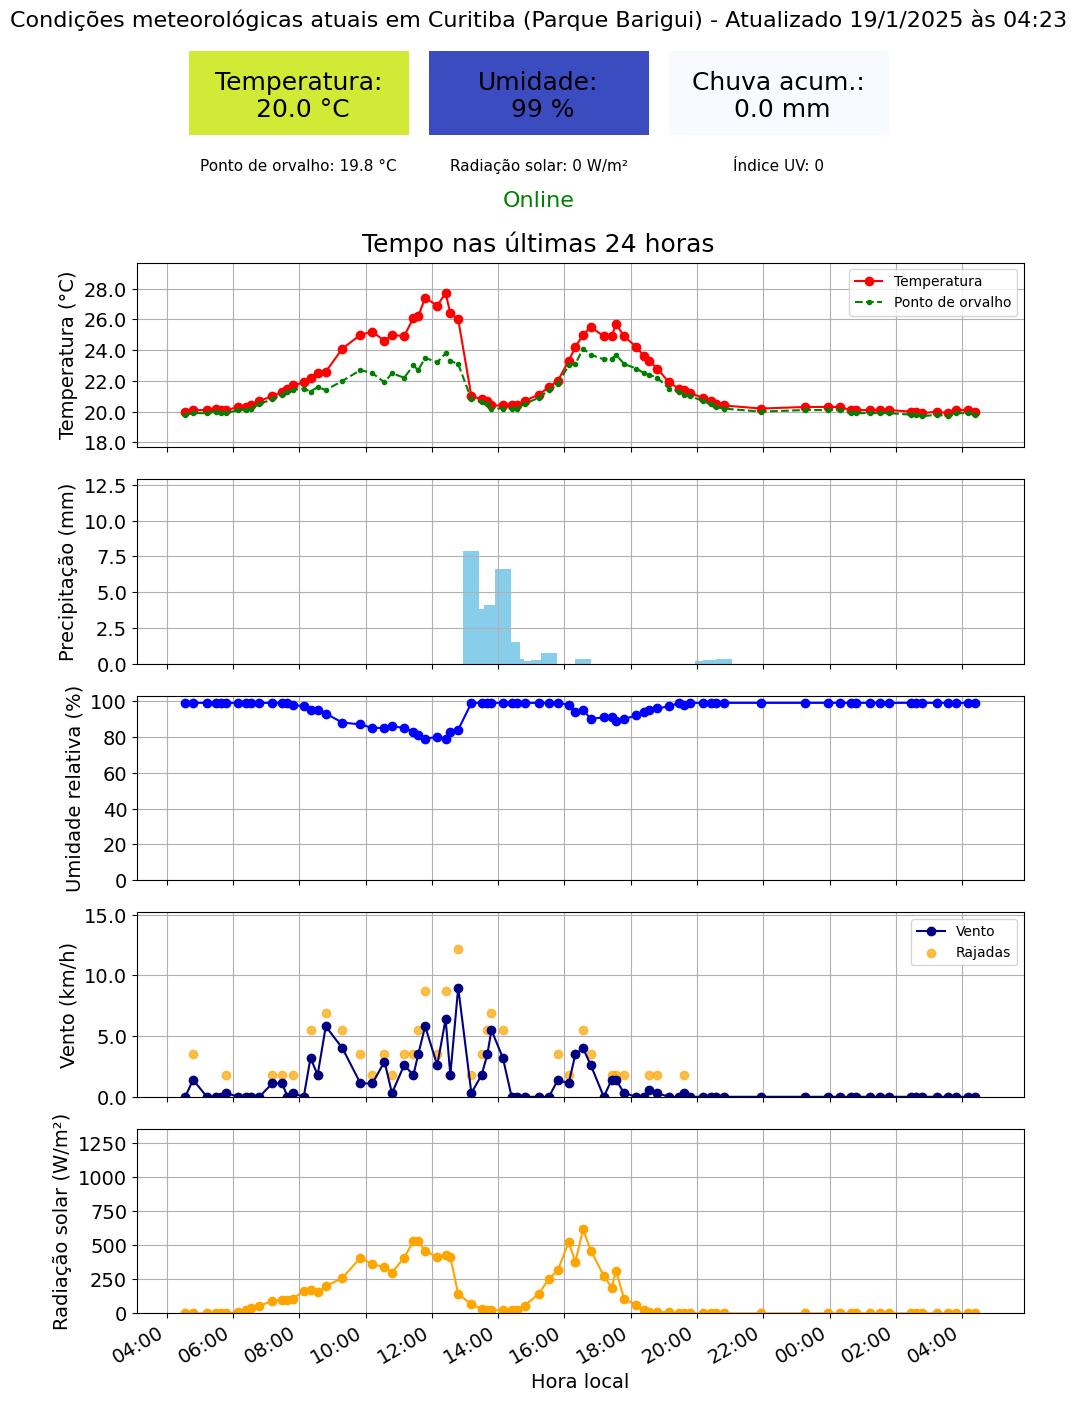 Condições meteorológicas atuais em Curitiba (Parque Barigui) - Atualizado 19/1/2025 às 04:23
Temperatura:
20.0 °C
Umidade:
99 %
Chuva acum.:
0.0 mm
Ponto de orvalho: 19.8 °C
Radiação solar: 0 W/m²
Índice UV: 0
Online
Tempo nas últimas 24 horas
Temperatura (°C)
28.0
26.0
24.0
22.0
20.0
18.0
Temperatura
Ponto de orvalho
Precipitação (mm)
12.5
10.0
7.5
5.0
2.5
0.0
Umidade relativa (%)
100
80
60
40
20
0
Vento (km/h)
15.0
10.0
5.0
0.0
Vento
Rajadas
Radiação solar (W/m²)
1250
1000
750
500
250
0
04:00
06:00
08:00
10:00
12:00
14:00
16:00
18:00
20:00
22:00
00:00
02:00
04:00
Hora local